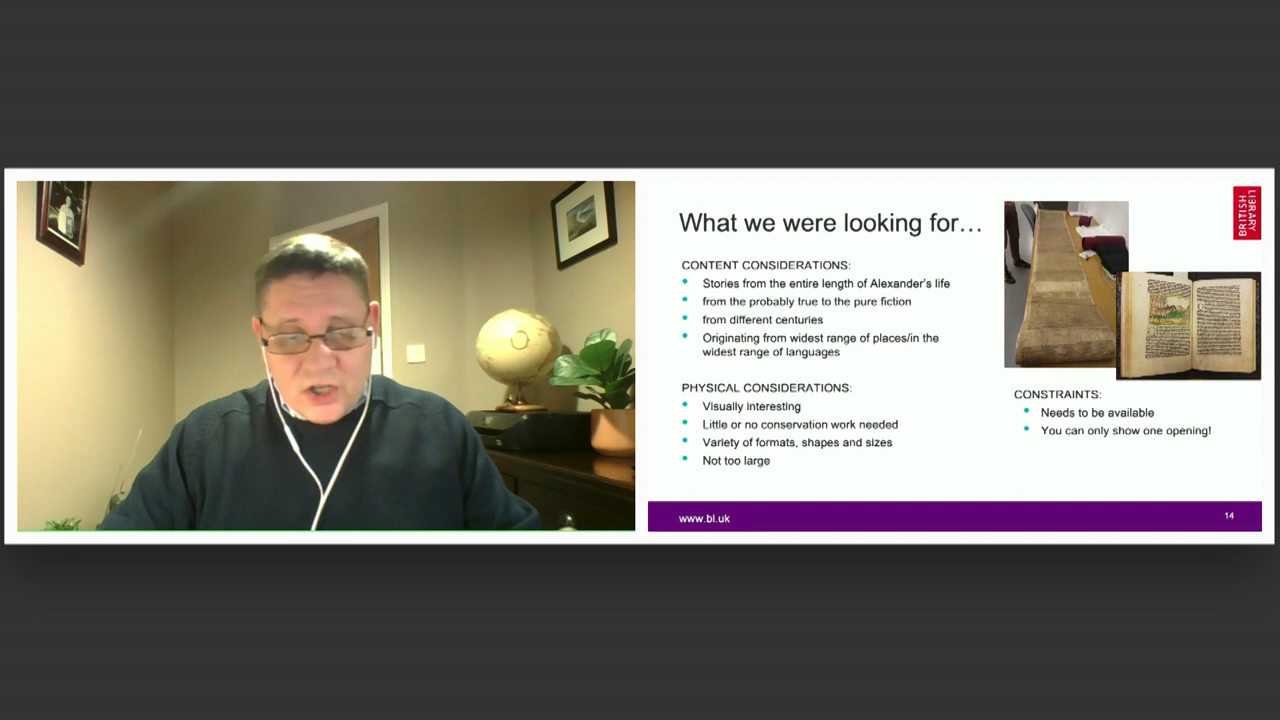 What we were looking for…
CONTENT CONSIDERATIONS:
Stories from the entire length of Alexander's life
from the probably true to the pure fiction
from different centuries
Originating from widest range of places/in the
widest range of languages
PHYSICAL CONSIDERATIONS:
Visually interesting
Little or no conservation work needed
Variety of formats, shapes and sizes
Not too large
BRITISH
LIBRARY
CONSTRAINTS:
Needs to be available
You can only show one opening!
www.bl.uk
14